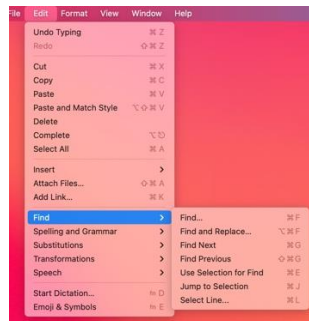 File Edit Format View Window Help
Undo Typing ⌘ Z
Redo ⇧ ⌘ Z
Cut ⌘ X
Copy ⌘ C
Paste ⌘ V
Paste and Match Style ⌥ ⇧ ⌘ V
Delete
Complete ⌥ ⎋
Select All ⌘ A
Insert >
Attach Files... ⇧ ⌘ A
Add Link... ⌘ K
Find >
Find... ⌘ F
Spelling and Grammar >
Find and Replace... ⌥ ⌘ F
Substitutions >
Find Next ⌘ G
Transformations >
Find Previous ⇧ ⌘ G
Speech >
Use Selection for Find ⌘ E
Jump to Selection ⌘ J
Start Dictation... fn D
Select Line... ⌘ L
Emoji & Symbols fn E